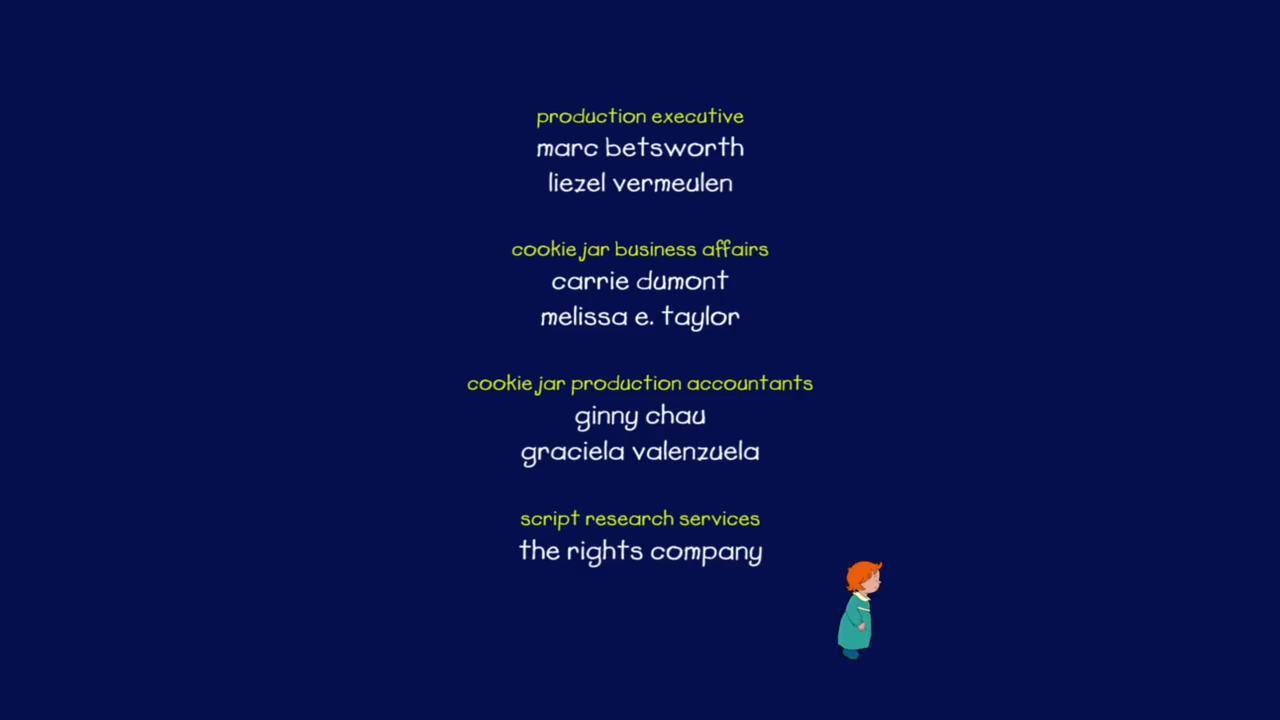 production executive
marc betsworth
liezel vermeulen
cookie jar business affairs
carrie dumont
melissa e. taylor
cookie jar production accountants
ginny chau
graciela valenzuela
script research services
the rights company